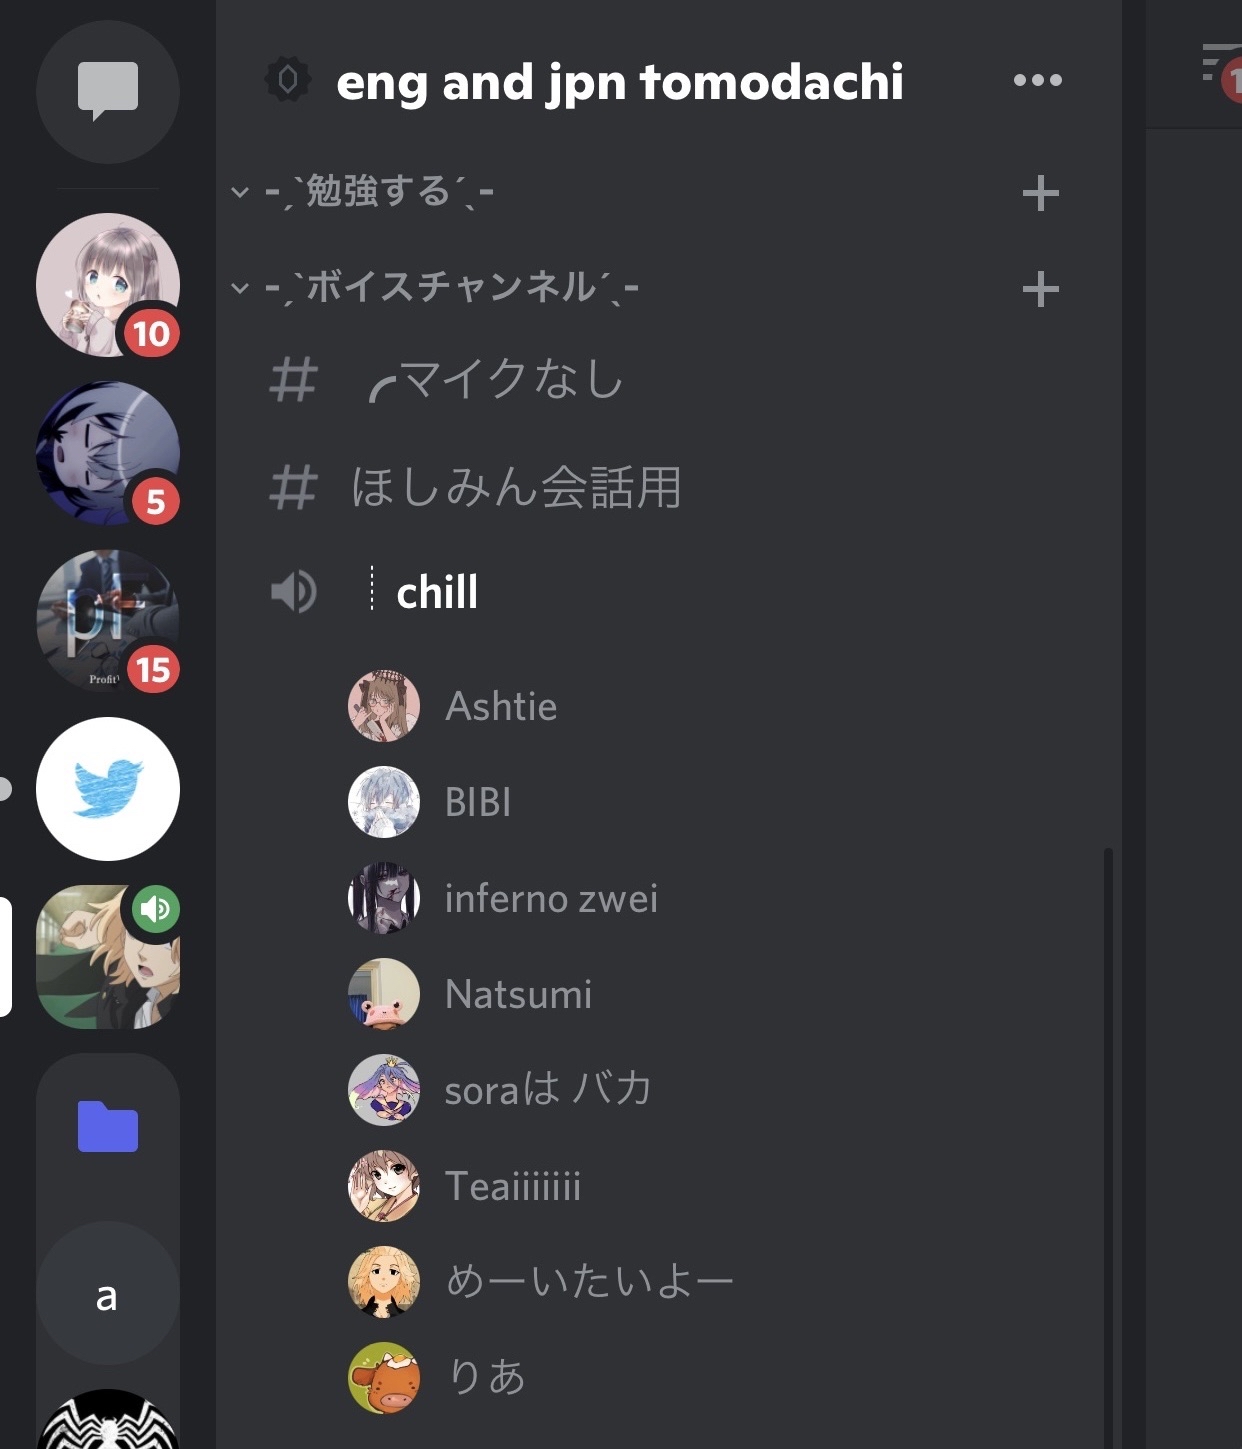 eng and jpn tomodachi
-ˏˋ勉強するˊˎ-
-ˏˋボイスチャンネルˊˎ-
╭マイクなし
ほしみん会話用
┊ chill
Ashtie
BIBI
inferno zwei
Natsumi
soraは バカ
Teaiiiiiii
めーいたいよー
りあ
10
5
pF
Profit
15
a
1